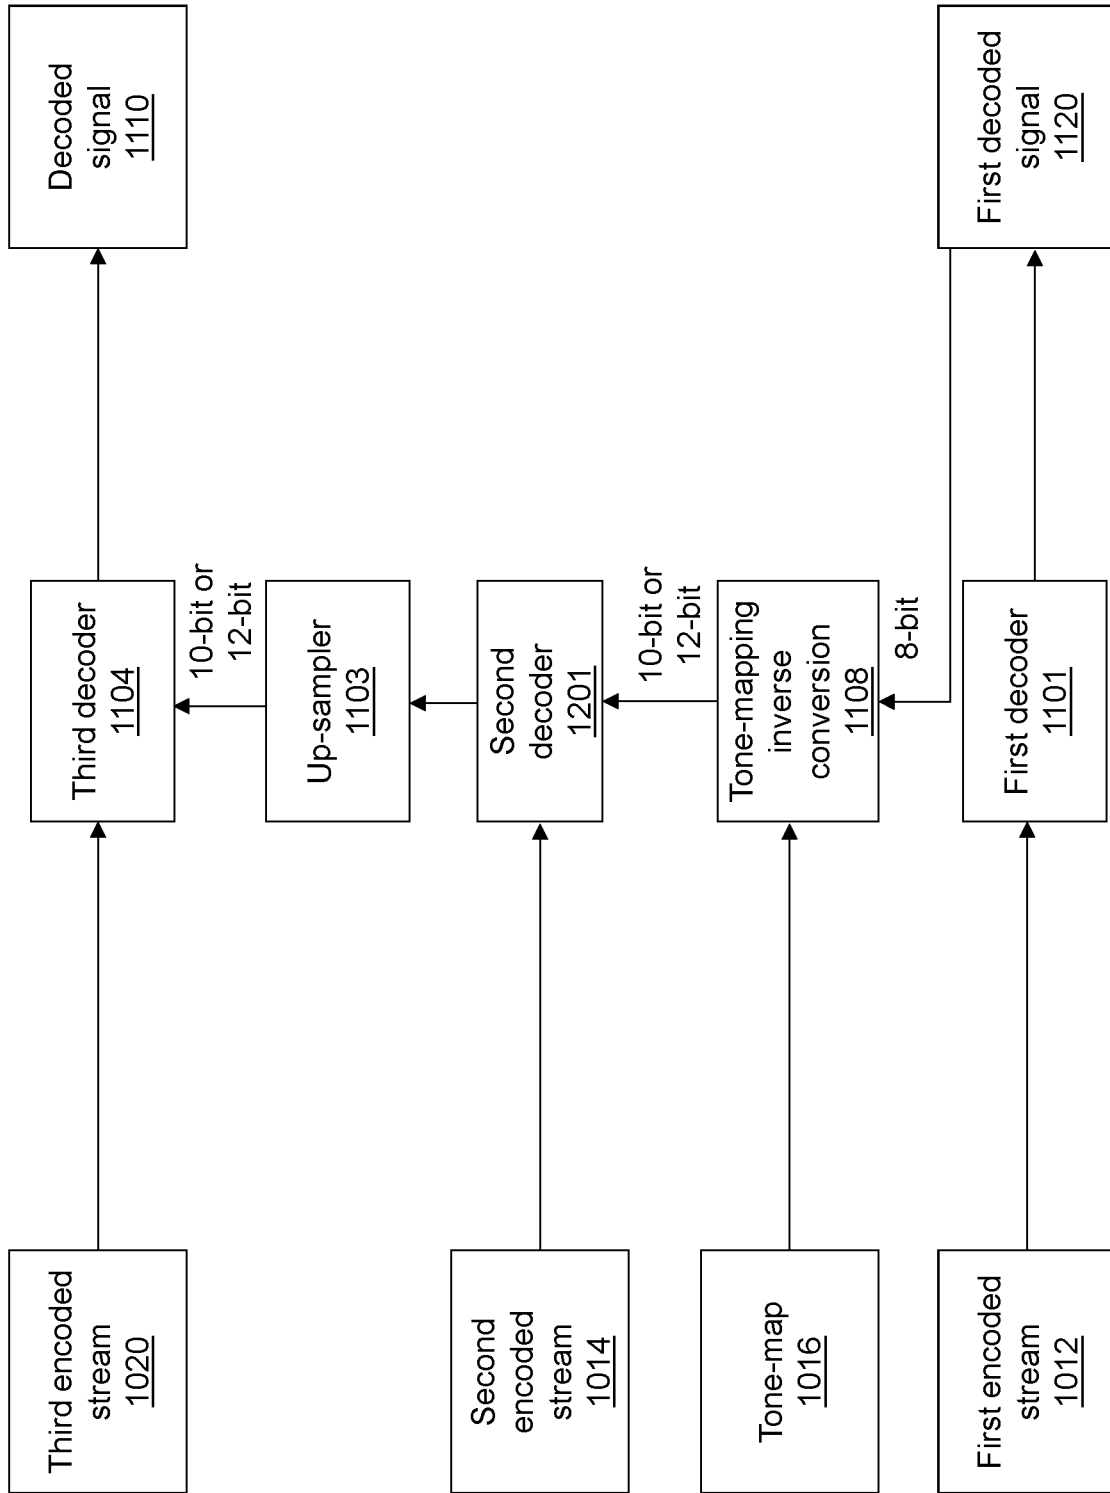 First encoded
stream
1012
Tone-map
1016
Second
encoded
stream
1014
Third encoded
stream
1020
First decoder
1101
8-bit
Tone-mapping
inverse
conversion
1108
10-bit or
12-bit
Second
decoder
1201
Up-sampler
1103
10-bit or
12-bit
Third decoder
1104
First decoded
signal
1120
Decoded
signal
1110